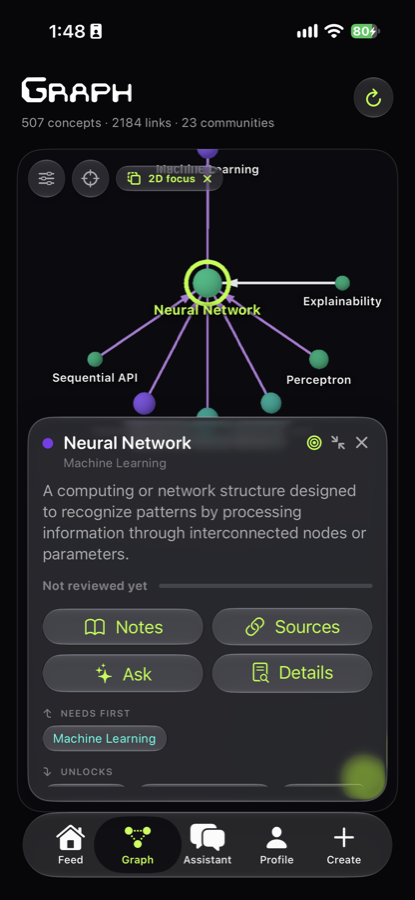 1:48
80
GRAPH
507 concepts · 2184 links · 23 communities
Machine Learning
2D focus ×
Neural Network
Explainability
Sequential API
Perceptron
Neural Network
Machine Learning
A computing or network structure designed
to recognize patterns by processing
information through interconnected nodes or
parameters.
Not reviewed yet
Notes
Sources
Ask
Details
NEEDS FIRST
Machine Learning
UNLOCKS
Feed
Graph
Assistant
Profile
Create